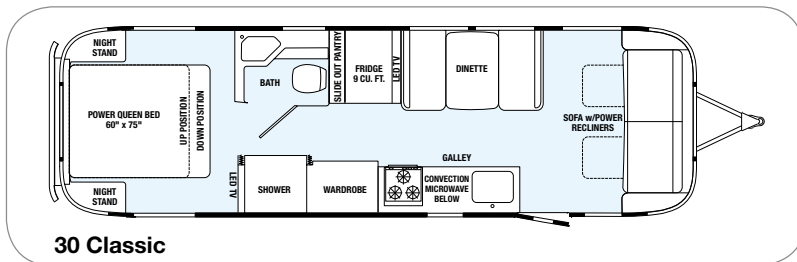 NIGHT
STAND
POWER QUEEN BED
60" x 75"
UP POSITION
DOWN POSITION
NIGHT
STAND
BATH
SLIDE OUT PANTRY
FRIDGE
9 CU. FT.
LED TV
DINETTE
SOFA w/POWER
RECLINERS
GALLEY
LED TV
SHOWER
WARDROBE
CONVECTION
MICROWAVE
BELOW
30 Classic